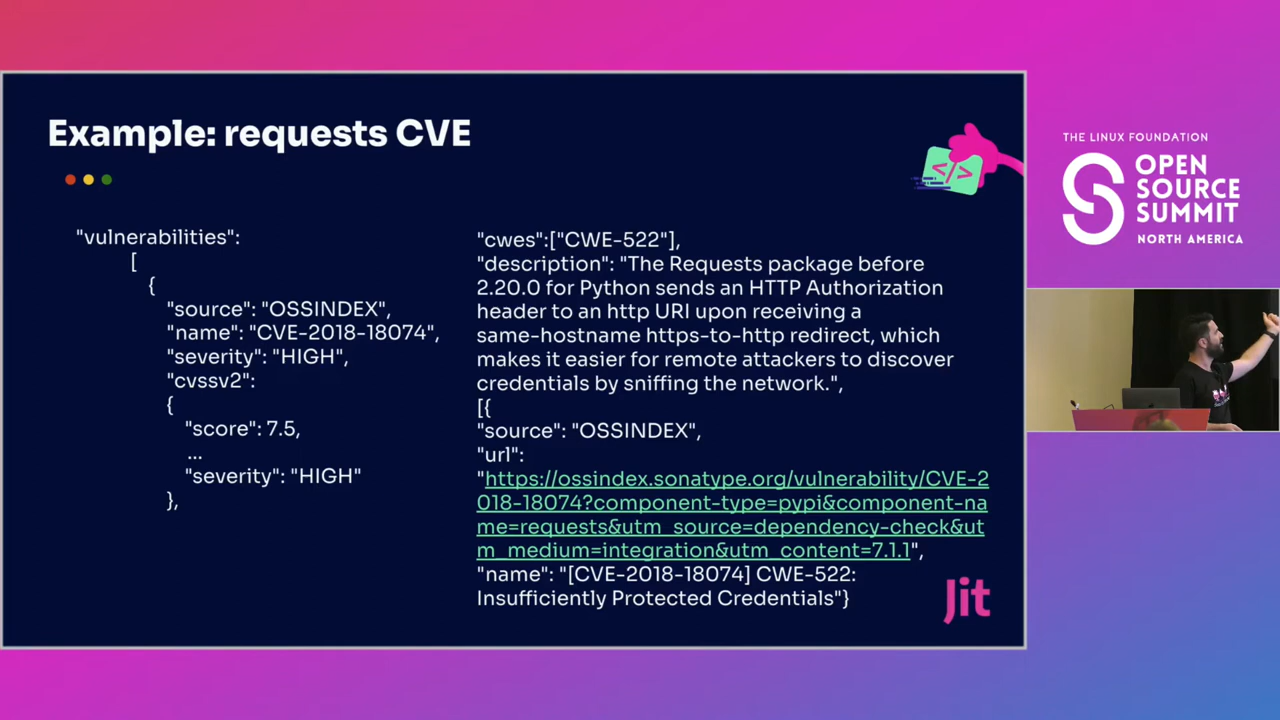 Example: requests CVE
"vulnerabilities":
[
{
"source": "OSSINDEX",
"name": "CVE-2018-18074",
"severity": "HIGH",
"cvssv2":
{
"score": 7.5,
...
"severity": "HIGH"
},
"cwes":["CWE-522"],
"description": "The Requests package before
2.20.0 for Python sends an HTTP Authorization
header to an http URI upon receiving a
same-hostname https-to-http redirect, which
makes it easier for remote attackers to discover
credentials by sniffing the network.",
[{
"source": "OSSINDEX",
"url":
"https://ossindex.sonatype.org/vulnerability/CVE-2
018-18074?component-type=pypi&component-na
me=requests&utm_source=dependency-check&ut
m_medium=integration&utm_content=7.1.1",
"name": "[CVE-2018-18074] CWE-522:
Insufficiently Protected Credentials"}
</>
Jit
THE LINUX FOUNDATION
OPEN
SOURCE
SUMMIT
NORTH AMERICA